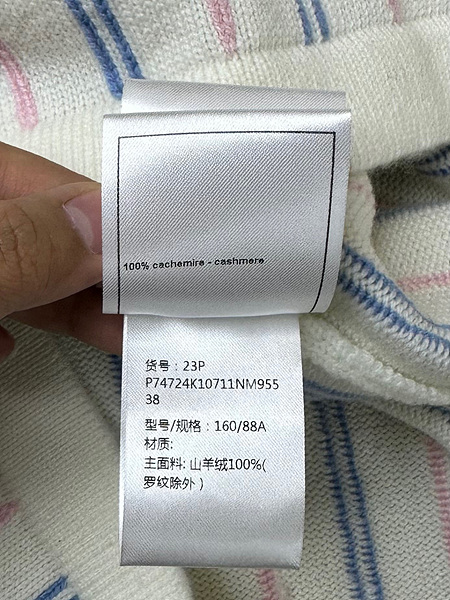 100% cachemire - cashmere
货号：23P
P74724K10711NM955
38
型号/规格：160/88A
材质:
主面料: 山羊绒100%(
罗纹除外）